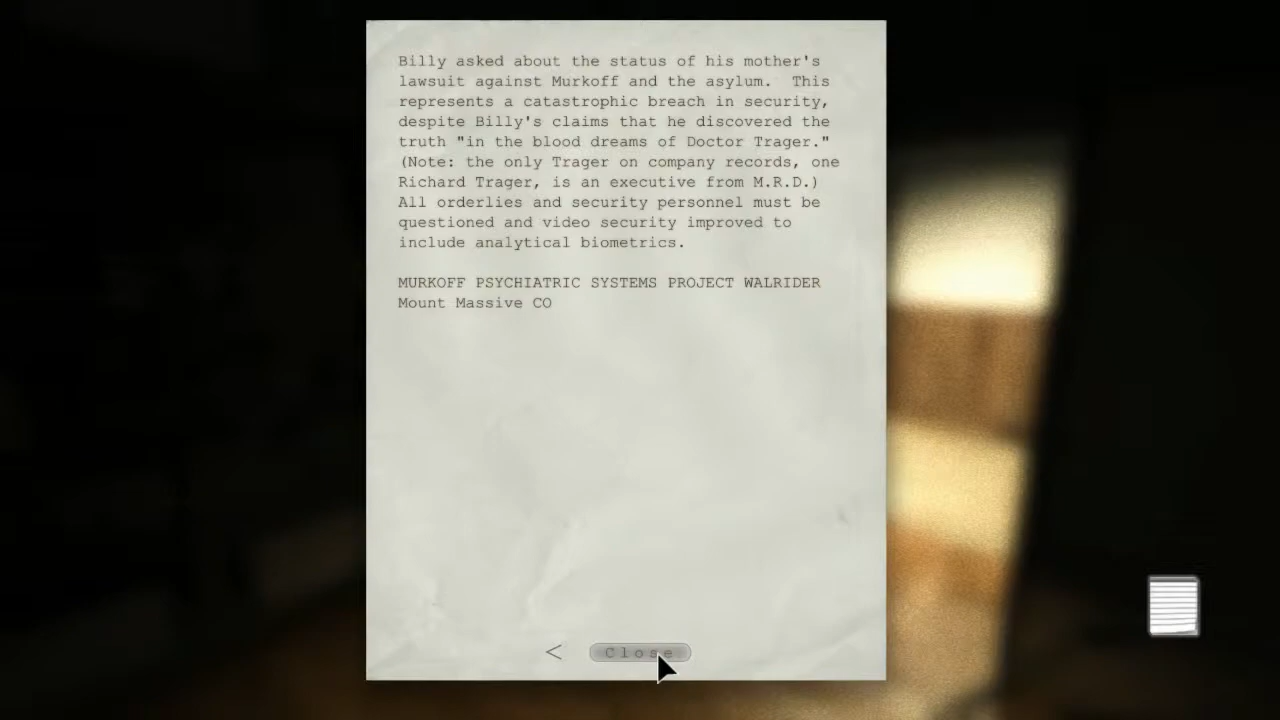 Billy asked about the status of his mother's
lawsuit against Murkoff and the asylum.  This
represents a catastrophic breach in security,
despite Billy's claims that he discovered the
truth "in the blood dreams of Doctor Trager."
(Note: the only Trager on company records, one
Richard Trager, is an executive from M.R.D.)
All orderlies and security personnel must be
questioned and video security improved to
include analytical biometrics.

MURKOFF PSYCHIATRIC SYSTEMS PROJECT WALRIDER
Mount Massive CO
< Close